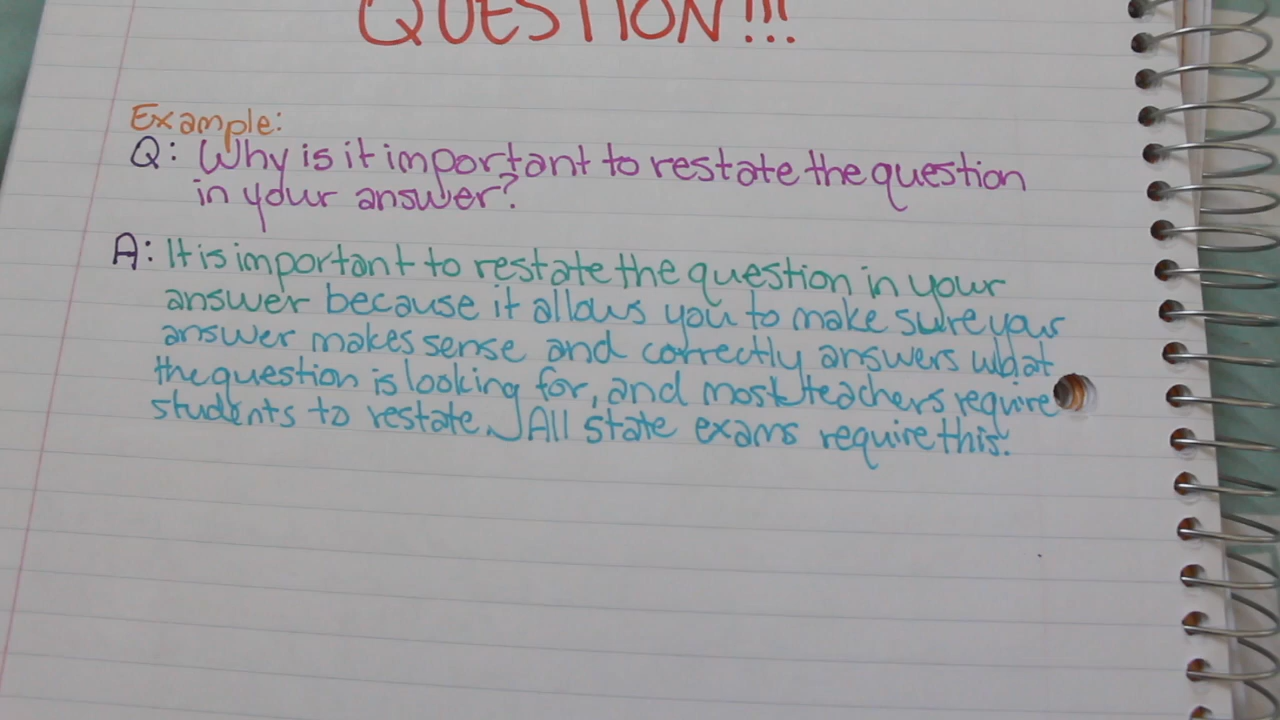 QUESTION!!!
Example:
Q: Why is it important to restate the question
in your answer?
A: It is important to restate the question in your
answer because it allows you to make sure your
answer makes sense and correctly answers what
the question is looking for, and most teachers require
students to restate. All state exams require this.